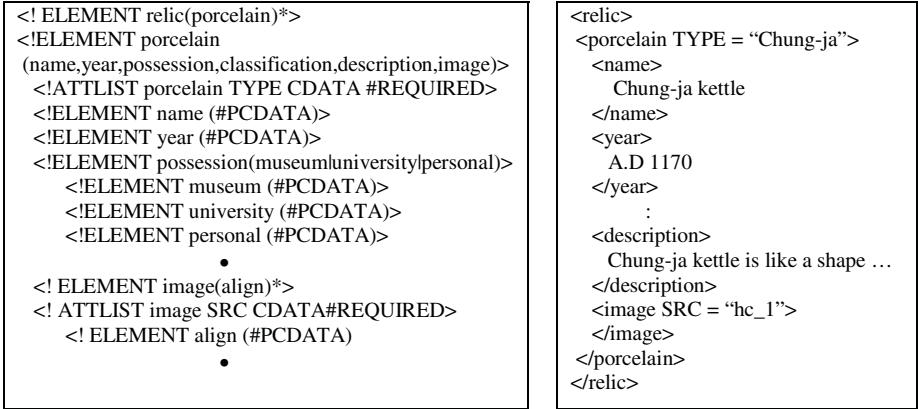 <! ELEMENT relic(porcelain)*>
<!ELEMENT porcelain
(name,year,possession,classification,description,image)>
<!ATTLIST porcelain TYPE CDATA #REQUIRED>
<!ELEMENT name (#PCDATA)>
<!ELEMENT year (#PCDATA)>
<!ELEMENT possession(museum|university|personal)>
<!ELEMENT museum (#PCDATA)>
<!ELEMENT university (#PCDATA)>
<!ELEMENT personal (#PCDATA)>
•
<! ELEMENT image(align)*>
<! ATTLIST image SRC CDATA#REQUIRED>
<! ELEMENT align (#PCDATA)
•
<relic>
<porcelain TYPE = “Chung-ja”>
<name>
Chung-ja kettle
</name>
<year>
A.D 1170
</year>
:
<description>
Chung-ja kettle is like a shape …
</description>
<image SRC = “hc_1”>
</image>
</porcelain>
</relic>